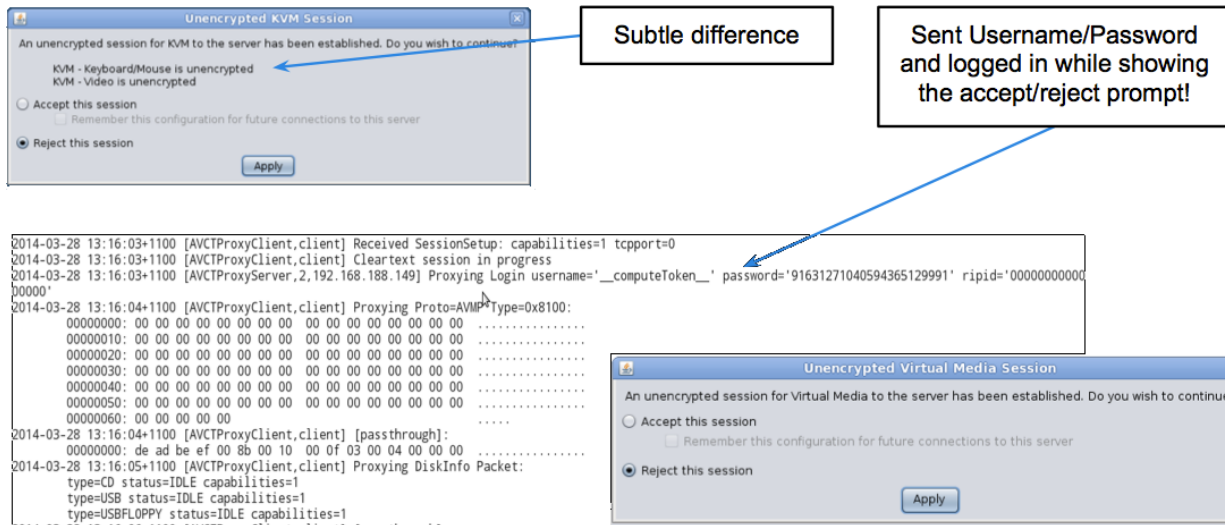 Unencrypted KVM Session
An unencrypted session for KVM to the server has been established. Do you wish to continue?
KVM - Keyboard/Mouse is unencrypted
KVM - Video is unencrypted
Accept this session
Remember this configuration for future connections to this server
Reject this session
Apply
Subtle difference
Sent Username/Password
and logged in while showing
the accept/reject prompt!
2014-03-28 13:16:03+1100 [AVCTProxyClient,client] Received SessionSetup: capabilities=1 tcpport=0
2014-03-28 13:16:03+1100 [AVCTProxyClient,client] Cleartext session in progress
2014-03-28 13:16:03+1100 [AVCTProxyServer,2,192.168.188.149] Proxying Login username='__computeToken__' password='91631271040594365129991' ripid='00000000000
00000'
2014-03-28 13:16:04+1100 [AVCTProxyClient,client] Proxying Proto=AVMP Type=0x8100:
00000000: 00 00 00 00 00 00 00 00 00 00 00 00 00 00 00 00 ................
00000010: 00 00 00 00 00 00 00 00 00 00 00 00 00 00 00 00 ................
00000020: 00 00 00 00 00 00 00 00 00 00 00 00 00 00 00 00 ................
00000030: 00 00 00 00 00 00 00 00 00 00 00 00 00 00 00 00 ................
00000040: 00 00 00 00 00 00 00 00 00 00 00 00 00 00 00 00 ................
00000050: 00 00 00 00 00 00 00 00 00 00 00 00 00 00 00 00 ................
00000060: 00 00 00 00 00 .....
2014-03-28 13:16:04+1100 [AVCTProxyClient,client] [passthrough]:
00000000: de ad be ef 00 8b 00 10 00 0f 03 00 04 00 00 00 ................
2014-03-28 13:16:05+1100 [AVCTProxyClient,client] Proxying DiskInfo Packet:
type=CD status=IDLE capabilities=1
type=USB status=IDLE capabilities=1
type=USBFLOPPY status=IDLE capabilities=1
Unencrypted Virtual Media Session
An unencrypted session for Virtual Media to the server has been established. Do you wish to continue
Accept this session
Remember this configuration for future connections to this server
Reject this session
Apply